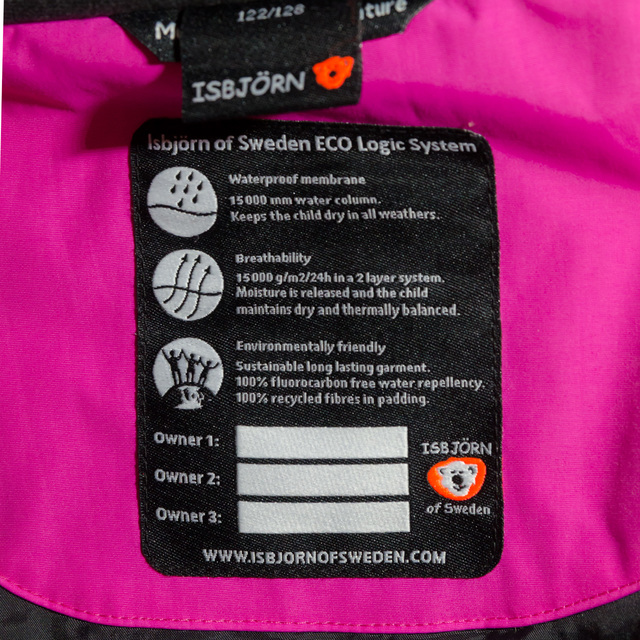 122/128
ISBJÖRN
Isbjörn of Sweden ECO Logic System
Waterproof membrane
15 000 mm water column.
Keeps the child dry in all weathers.
Breathability
15 000 g/m2/24h in a 2 layer system.
Moisture is released and the child
maintains dry and thermally balanced.
Environmentally friendly
Sustainable long lasting garment.
100% fluorocarbon free water repellency.
100% recycled fibres in padding.
Owner 1:
Owner 2:
Owner 3:
ISBJÖRN
of Sweden
WWW.ISBJORNOFSWEDEN.COM